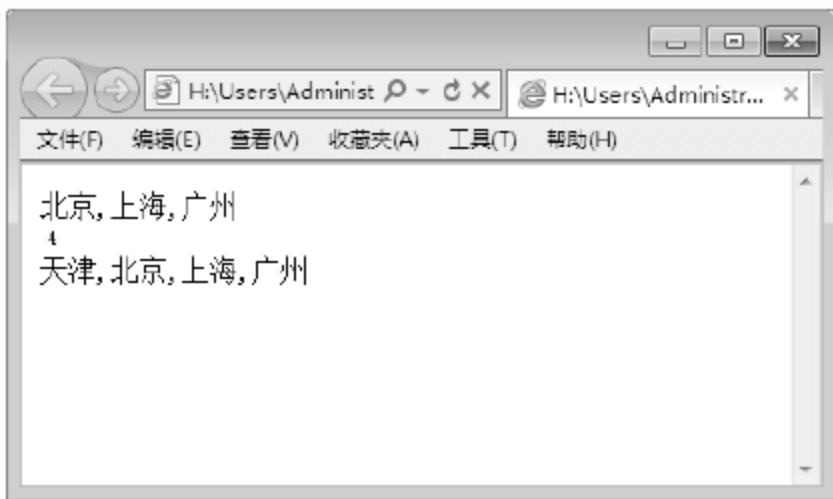 H:\Users\Administ
H:\Users\Administr...
文件(F) 编辑(E) 查看(V) 收藏夹(A) 工具(T) 帮助(H)
北京,上海,广州
4
天津,北京,上海,广州